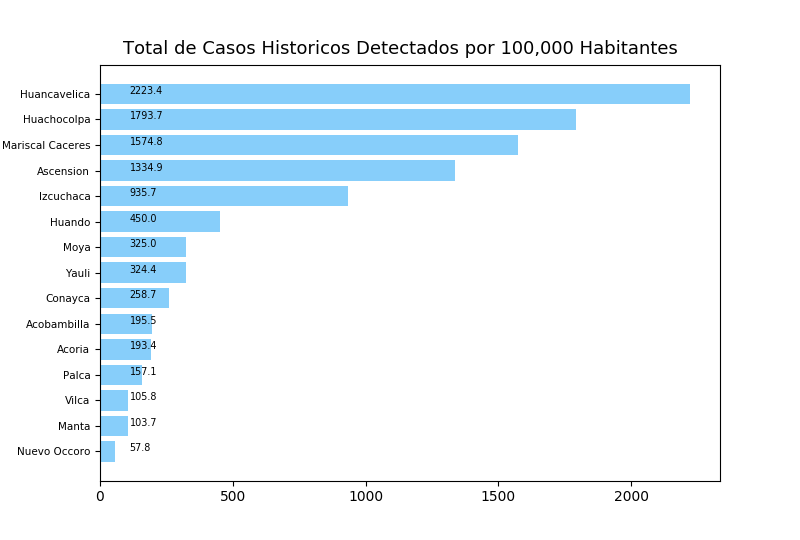 Total de Casos Historicos Detectados por 100,000 Habitantes
Huancavelica 2223.4
Huachocolpa 1793.7
Mariscal Caceres 1574.8
Ascension 1334.9
Izcuchaca 935.7
Huando 450.0
Moya 325.0
Yauli 324.4
Conayca 258.7
Acobambilla 195.5
Acoria 193.4
Palca 157.1
Vilca 105.8
Manta 103.7
Nuevo Occoro 57.8
0 500 1000 1500 2000